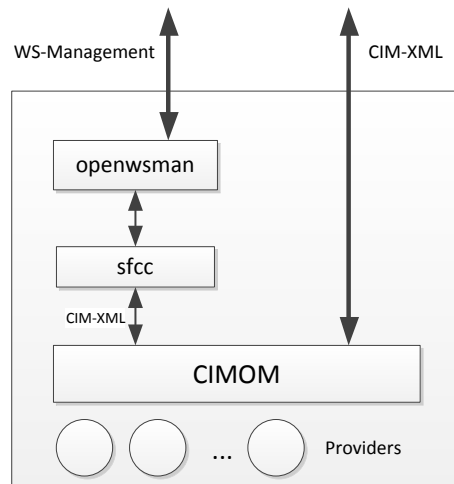 WS-Management
CIM-XML
openwsman
sfcc
CIM-XML
CIMOM
...
Providers